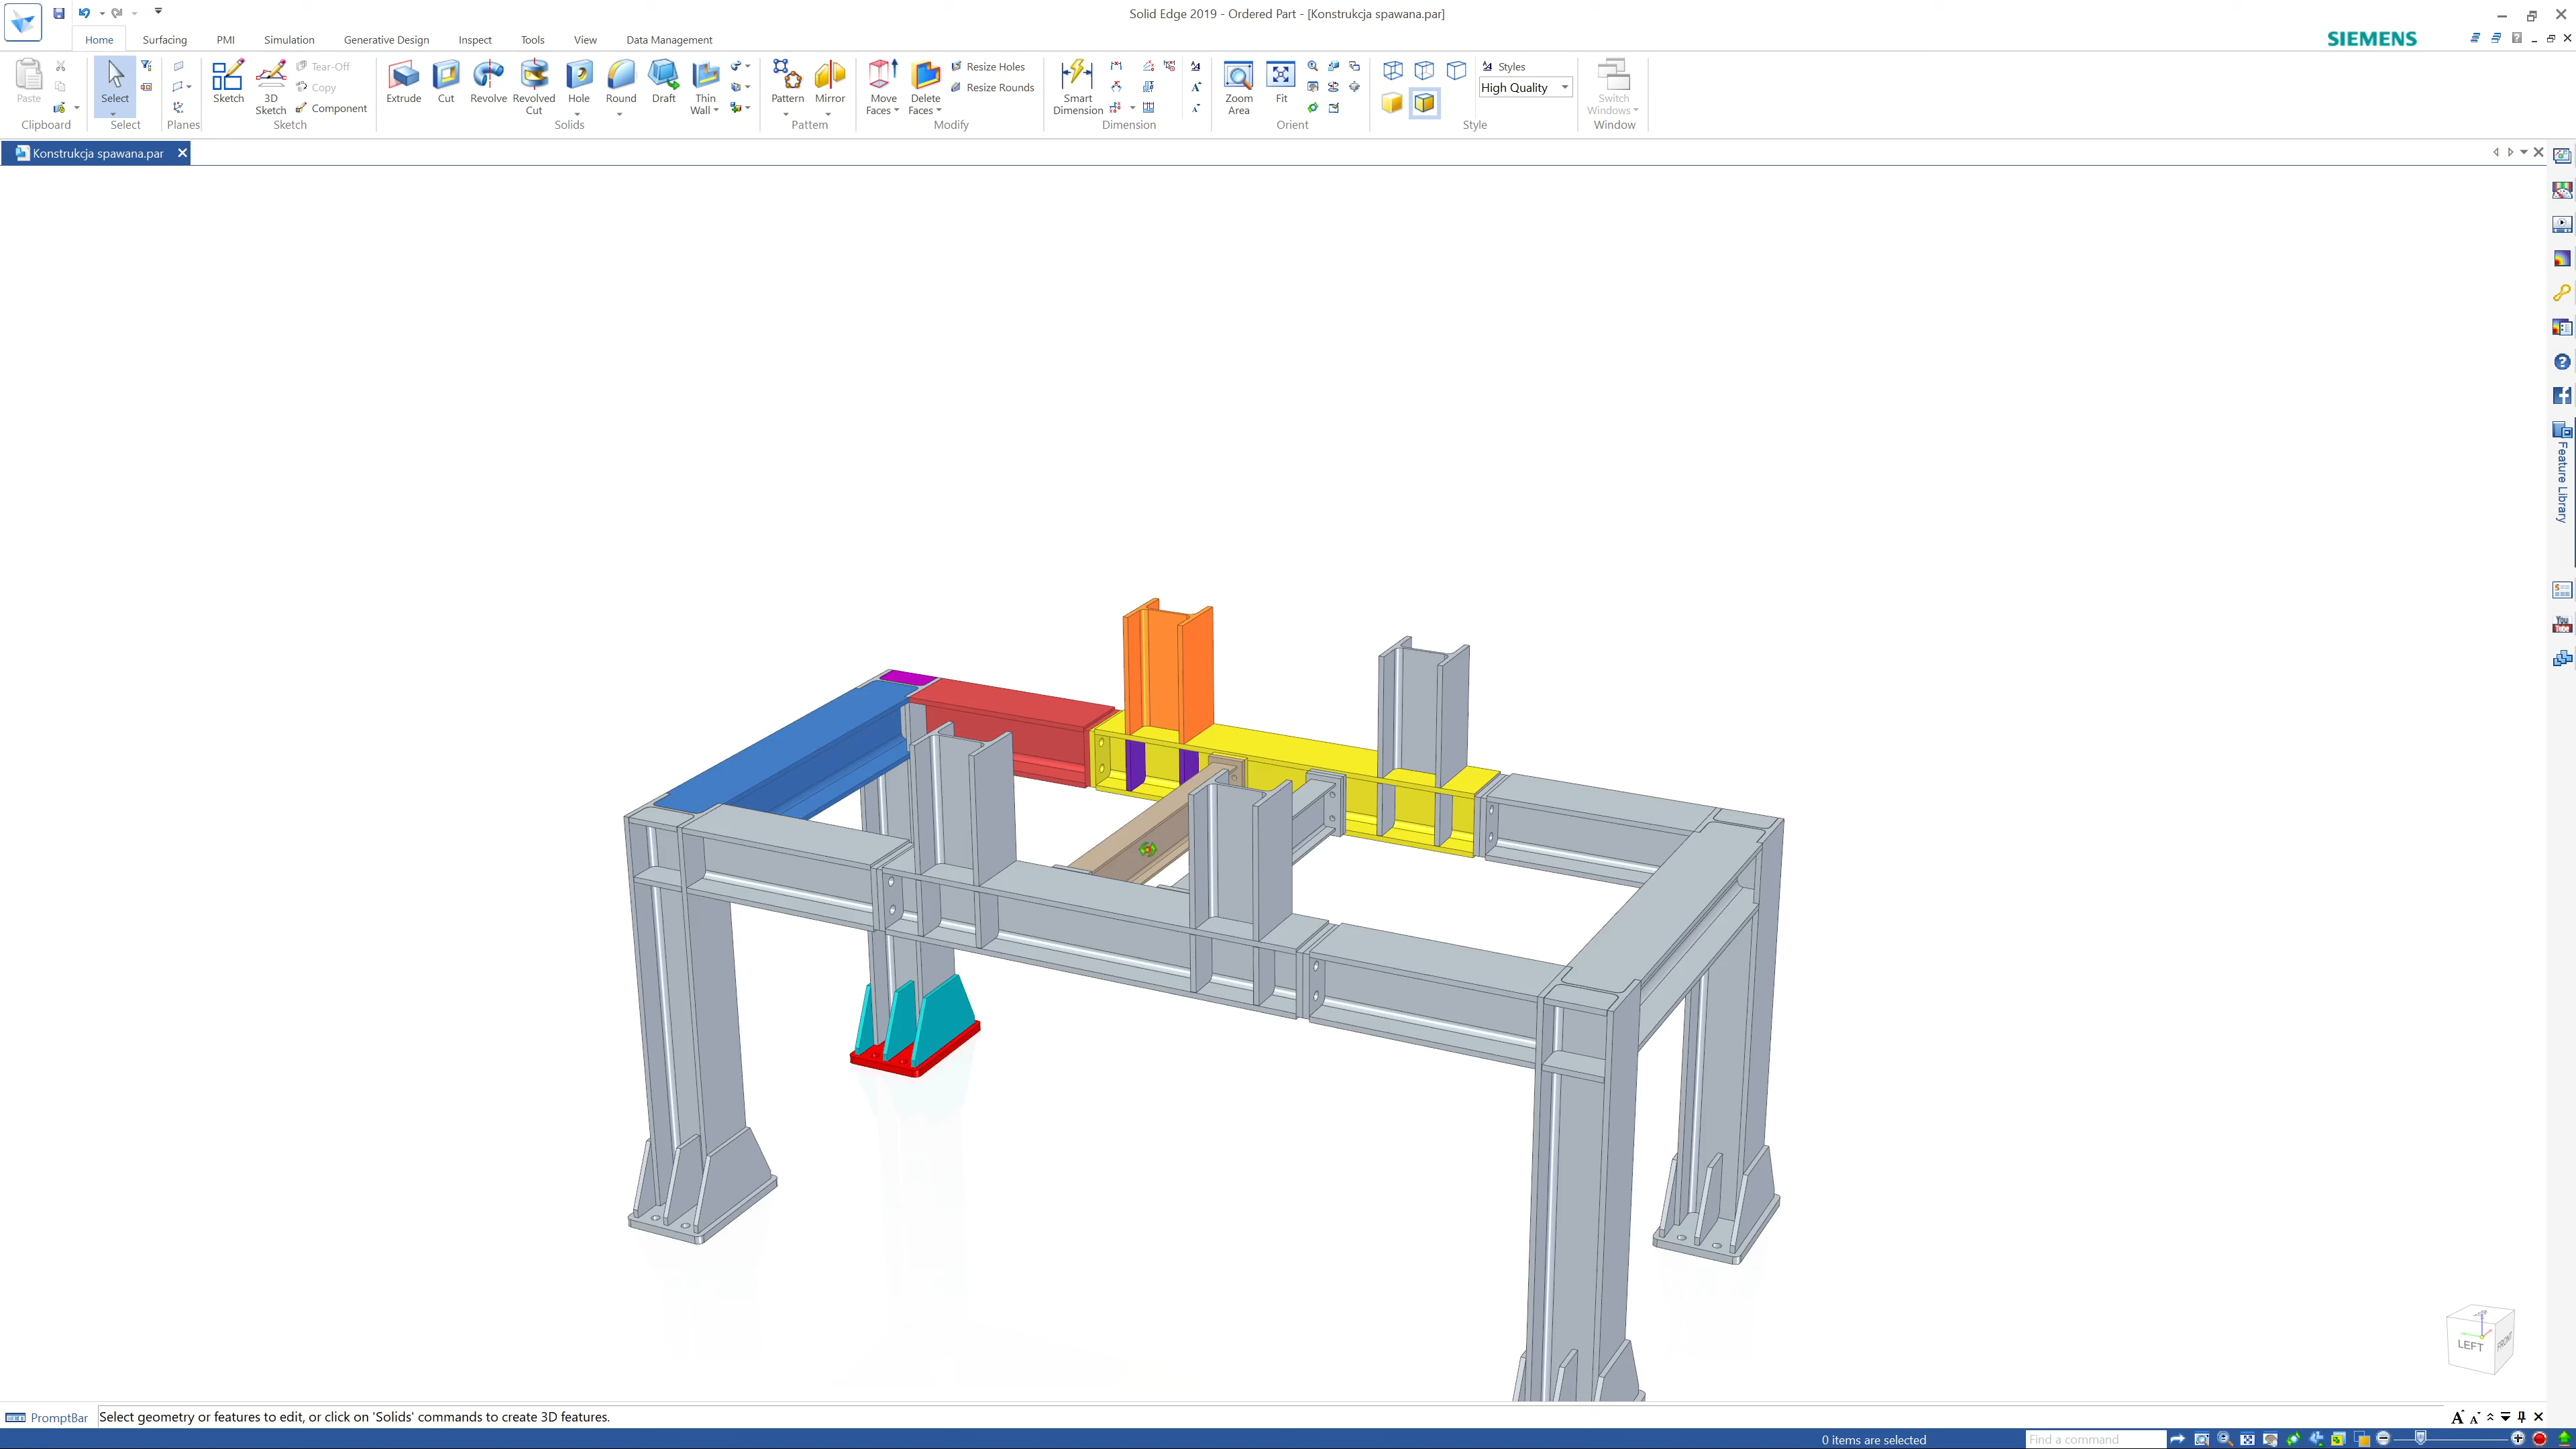 Solid Edge 2019 - Ordered Part - [Konstrukcja spawana.par]
Home Surfacing PMI Simulation Generative Design Inspect Tools View Data Management
SIEMENS
Paste
Clipboard
Select
Select
Planes
Sketch
3D Sketch
Tear-Off
Copy
Component
Sketch
Extrude
Cut
Revolve
Revolved Cut
Hole
Round
Draft
Thin Wall
Solids
Pattern
Mirror
Pattern
Move Faces
Delete Faces
Resize Holes
Resize Rounds
Modify
Smart Dimension
Dimension
Zoom Area
Fit
Orient
Styles
High Quality
Style
Switch Windows
Window
Konstrukcja spawana.par
Feature Library
You
LEFT
FRONT
PromptBar
Select geometry or features to edit, or click on 'Solids' commands to create 3D features.
0 items are selected
Find a command